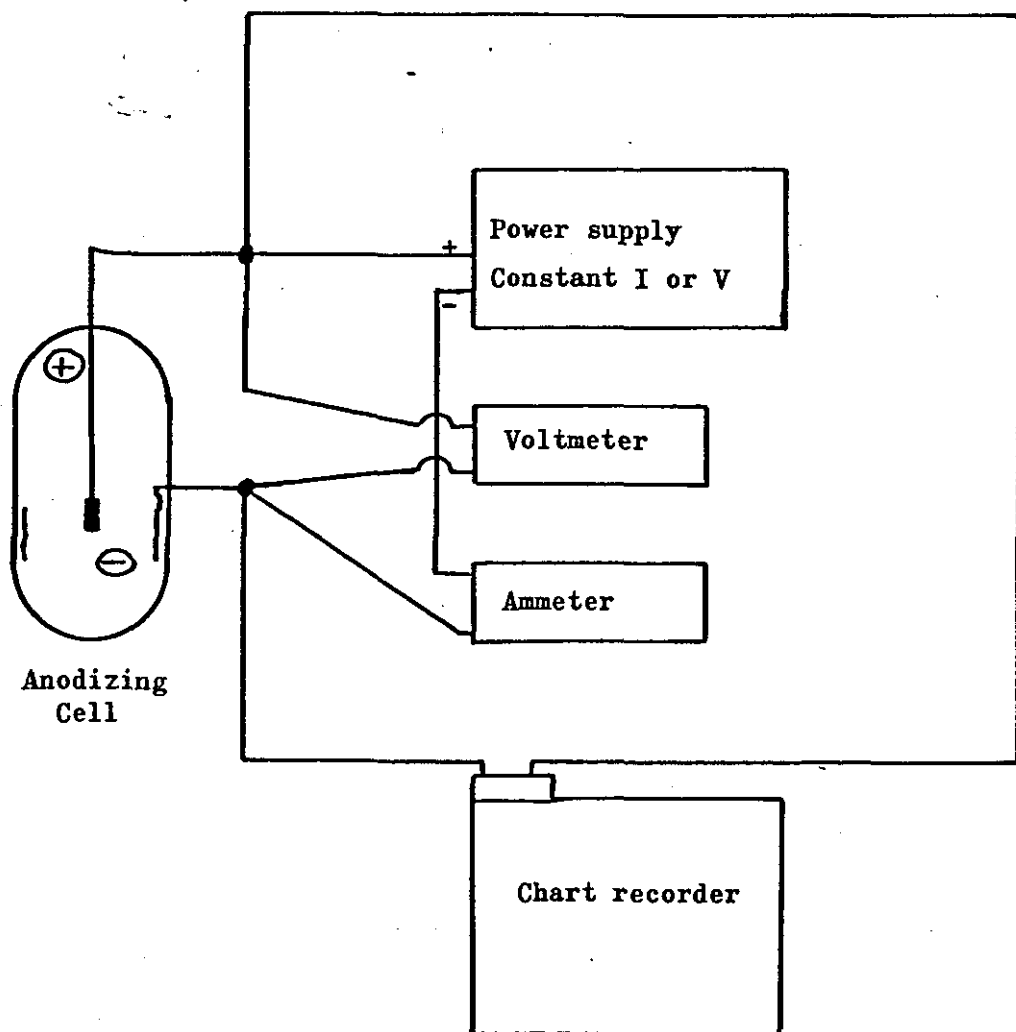 +
Power supply
Constant I or V
-
+
Voltmeter
-
Ammeter
Anodizing
Cell
Chart recorder